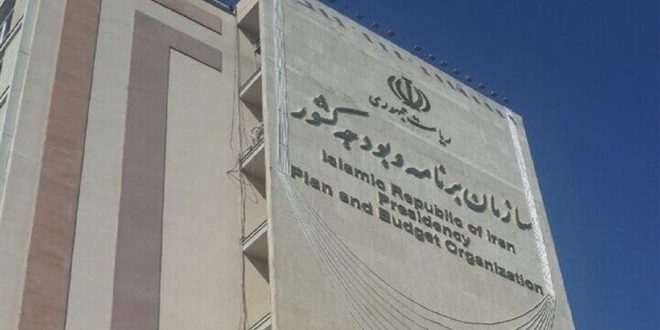 ریاست جمهوری
سازمان برنامه و بودجه کشور
Islamic Republic of Iran
Presidency
Plan and Budget Organization